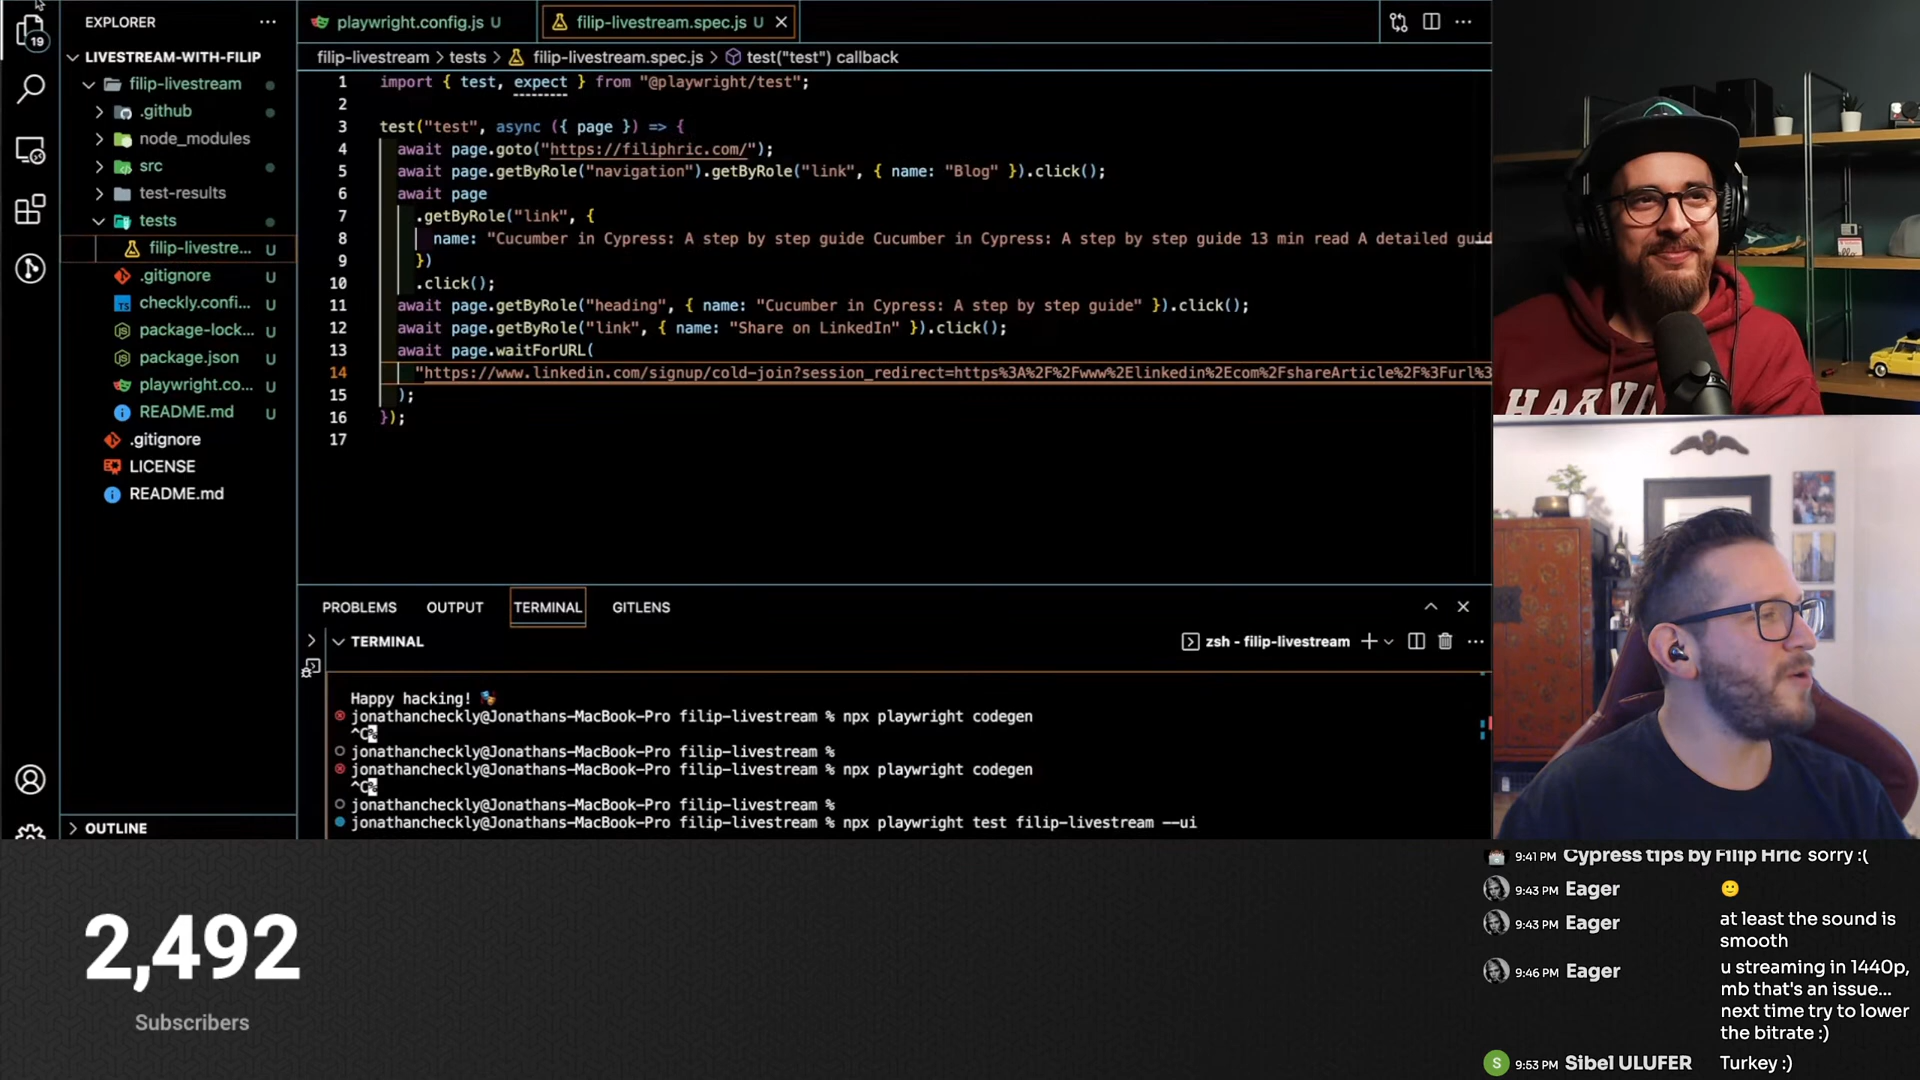 EXPLORER
19
LIVESTREAM-WITH-FILIP
filip-livestream
.github
node_modules
src
test-results
tests
filip-livestre... U
.gitignore U
checkly.confi... U
package-lock... U
package.json U
playwright.co... U
README.md U
.gitignore
LICENSE
README.md
OUTLINE
playwright.config.js U
filip-livestream.spec.js U
filip-livestream > tests > filip-livestream.spec.js > test("test") callback
1 import { test, expect } from "@playwright/test";
2
3 test("test", async ({ page }) => {
4 await page.goto("https://filiphric.com/");
5 await page.getByRole("navigation").getByRole("link", { name: "Blog" }).click();
6 await page
7 .getByRole("link", {
8 name: "Cucumber in Cypress: A step by step guide Cucumber in Cypress: A step by step guide 13 min read A detailed guid
9 })
10 .click();
11 await page.getByRole("heading", { name: "Cucumber in Cypress: A step by step guide" }).click();
12 await page.getByRole("link", { name: "Share on LinkedIn" }).click();
13 await page.waitForURL(
14 "https://www.linkedin.com/signup/cold-join?session_redirect=https%3A%2F%2Fwww%2Elinkedin%2Ecom%2FshareArticle%2F%3Furl%3
15 );
16 });
17
PROBLEMS OUTPUT TERMINAL GITLENS
TERMINAL
zsh - filip-livestream
Happy hacking!
jonathancheckly@Jonathans-MacBook-Pro filip-livestream % npx playwright codegen
^C%
jonathancheckly@Jonathans-MacBook-Pro filip-livestream %
jonathancheckly@Jonathans-MacBook-Pro filip-livestream % npx playwright codegen
^C%
jonathancheckly@Jonathans-MacBook-Pro filip-livestream %
jonathancheckly@Jonathans-MacBook-Pro filip-livestream % npx playwright test filip-livestream --ui
2,492
Subscribers
9:41 PM Cypress tips by Filip Hric sorry :(
9:43 PM Eager 🙂
9:43 PM Eager at least the sound is
smooth
9:46 PM Eager u streaming in 1440p,
mb that's an issue...
next time try to lower
the bitrate :)
S 9:53 PM Sibel ULUFER Turkey :)